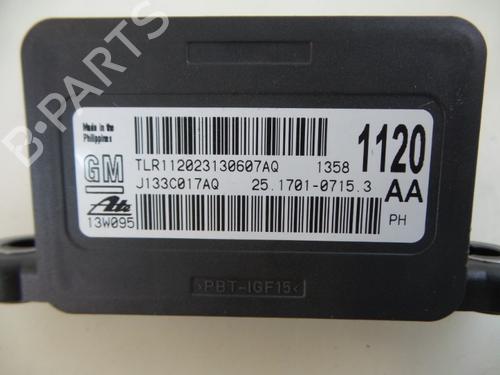 B-PARTS
Made in the
Philippines
GM
TLR112023130607AQ 1358
1120
J133C017AQ 25.1701-0715.3
AA
Ate
13W095
PH
>PBT-IGF15<